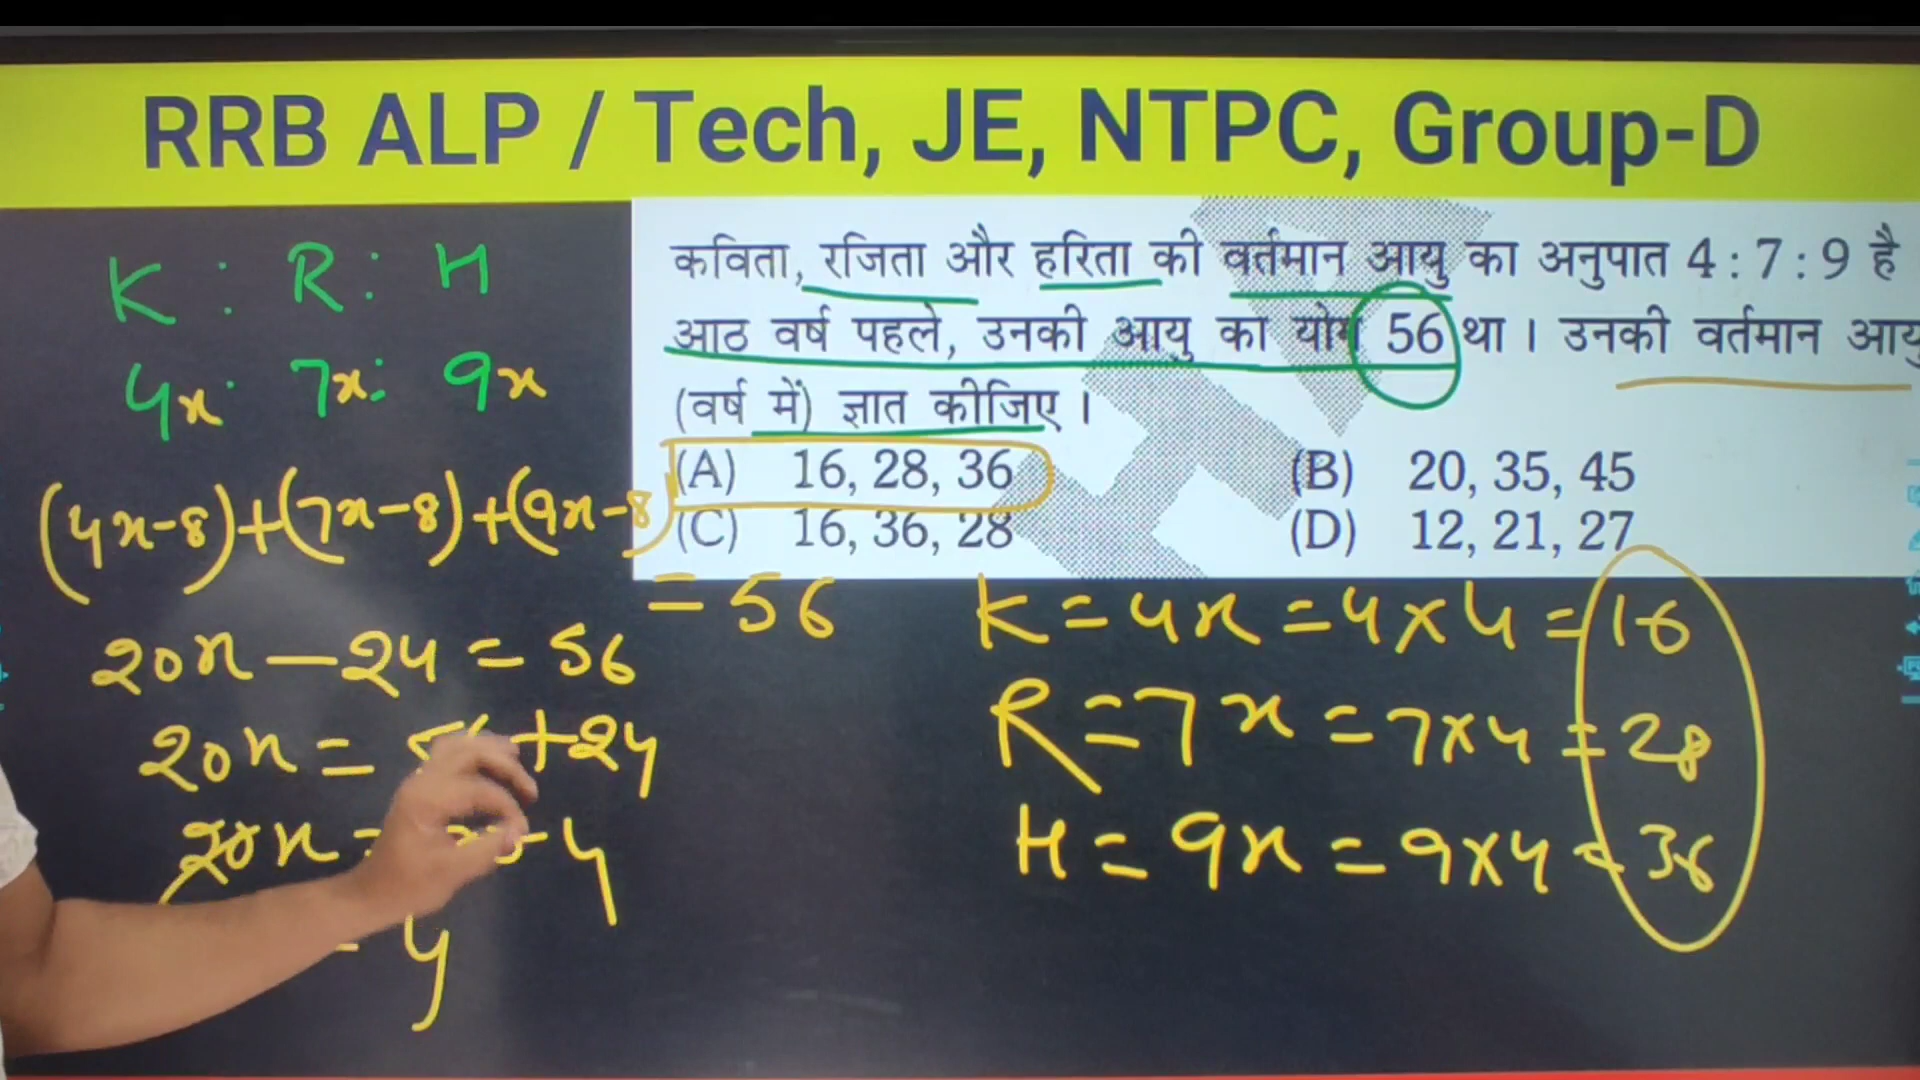 RRB ALP / Tech, JE, NTPC, Group-D
कविता, रजिता और हरिता की वर्तमान आयु का अनुपात 4 : 7 : 9 है
आठ वर्ष पहले, उनकी आयु का योग 56 था । उनकी वर्तमान आयु
(वर्ष में) ज्ञात कीजिए ।
(A) 16, 28, 36 (B) 20, 35, 45
(C) 16, 36, 28 (D) 12, 21, 27
K : R : H
4x : 7x : 9x
(4x-8)+(7x-8)+(9x-8)
= 56
20x - 24 = 56
20x = +24
20x = 4
= 4
K = 4x = 4×4 = 16
R = 7x = 7×4 = 28
H = 9x = 9×4 = 36